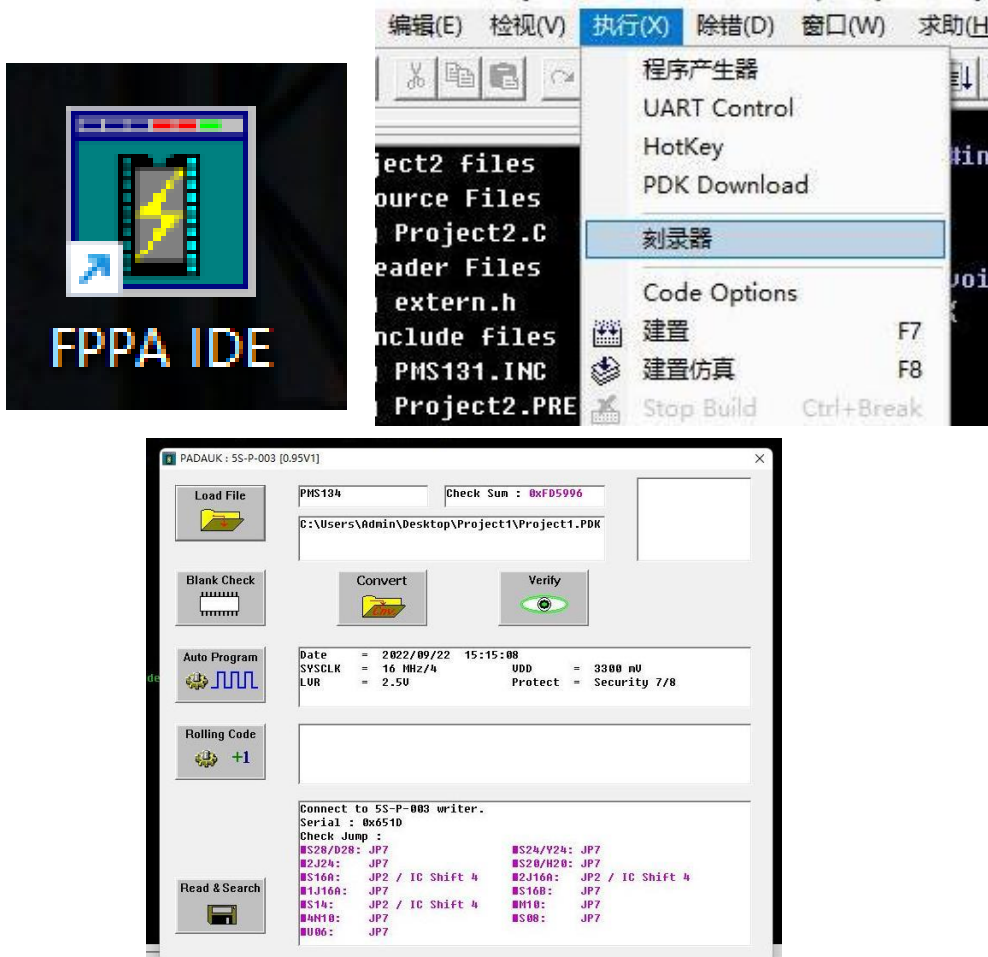 FPPA IDE
编辑(E) 检视(V) 执行(X) 除错(D) 窗口(W) 求助(H
程序产生器
UART Control
HotKey
PDK Download
刻录器
Code Options
建置 F7
建置仿真 F8
Stop Build Ctrl+Break
ject2 files
ource Files
Project2.C
eader Files
extern.h
nclude files
PMS131.INC
Project2.PRE
#in
voi
PADAUK : 5S-P-003 [0.95V1]
Load File
PMS134
Check Sum : 0xFD5996
C:\Users\Admin\Desktop\Project1\Project1.PDK
Blank Check
Convert
Cnv
Verify
Auto Program
Date = 2022/09/22 15:15:08
SYSCLK = 16 MHz/4 VDD = 3300 mV
LVR = 2.5V Protect = Security 7/8
de
Rolling Code
+1
Connect to 5S-P-003 writer.
Serial : 0x651D
Check Jump :
■S28/D28: JP7 ■S24/Y24: JP7
■2J24: JP7 ■S20/H20: JP7
■S16A: JP2 / IC Shift 4 ■2J16A: JP2 / IC Shift 4
■1J16A: JP7 ■S16B: JP7
■S14: JP2 / IC Shift 4 ■M10: JP7
■4N10: JP7 ■S08: JP7
■U06: JP7
Read & Search